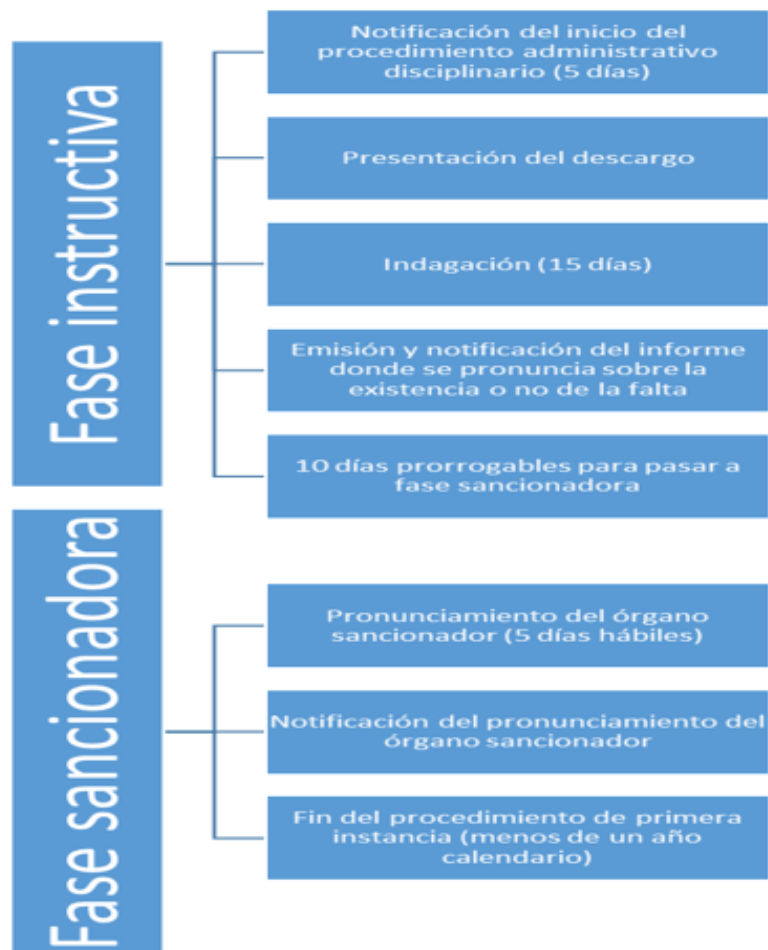 Fase instructiva
Notificación del inicio del
procedimiento administrativo
disciplinario (5 días)
Presentación del descargo
Indagación (15 días)
Emisión y notificación del informe
donde se pronuncia sobre la
existencia o no de la falta
10 días prorrogables para pasar a
fase sancionadora
Fase sancionadora
Pronunciamiento del órgano
sancionador (5 días hábiles)
Notificación del pronunciamiento del
órgano sancionador
Fin del procedimiento de primera
instancia (menos de un año
calendario)